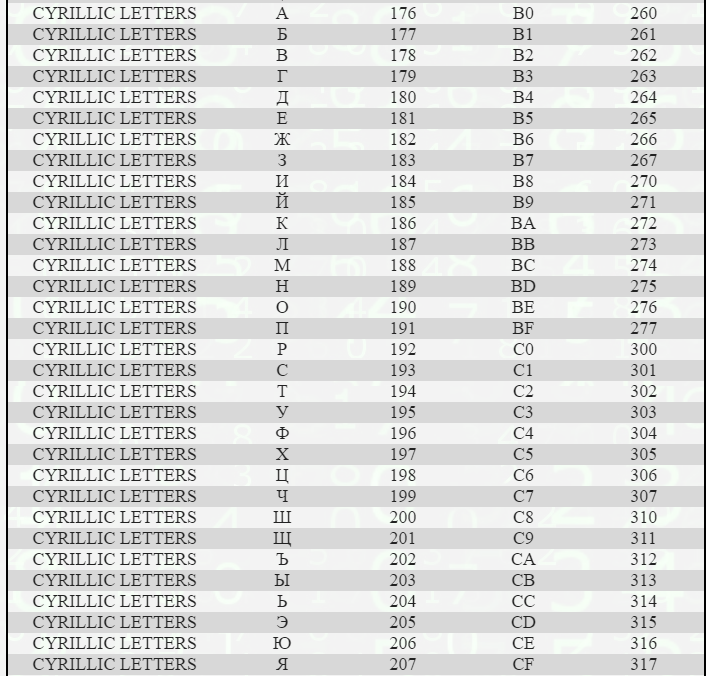 CYRILLIC LETTERS А 176 B0 260
CYRILLIC LETTERS Б 177 B1 261
CYRILLIC LETTERS В 178 B2 262
CYRILLIC LETTERS Г 179 B3 263
CYRILLIC LETTERS Д 180 B4 264
CYRILLIC LETTERS Е 181 B5 265
CYRILLIC LETTERS Ж 182 B6 266
CYRILLIC LETTERS З 183 B7 267
CYRILLIC LETTERS И 184 B8 270
CYRILLIC LETTERS Й 185 B9 271
CYRILLIC LETTERS К 186 BA 272
CYRILLIC LETTERS Л 187 BB 273
CYRILLIC LETTERS М 188 BC 274
CYRILLIC LETTERS Н 189 BD 275
CYRILLIC LETTERS О 190 BE 276
CYRILLIC LETTERS П 191 BF 277
CYRILLIC LETTERS Р 192 C0 300
CYRILLIC LETTERS С 193 C1 301
CYRILLIC LETTERS Т 194 C2 302
CYRILLIC LETTERS У 195 C3 303
CYRILLIC LETTERS Ф 196 C4 304
CYRILLIC LETTERS Х 197 C5 305
CYRILLIC LETTERS Ц 198 C6 306
CYRILLIC LETTERS Ч 199 C7 307
CYRILLIC LETTERS Ш 200 C8 310
CYRILLIC LETTERS Щ 201 C9 311
CYRILLIC LETTERS Ъ 202 CA 312
CYRILLIC LETTERS Ы 203 CB 313
CYRILLIC LETTERS Ь 204 CC 314
CYRILLIC LETTERS Э 205 CD 315
CYRILLIC LETTERS Ю 206 CE 316
CYRILLIC LETTERS Я 207 CF 317